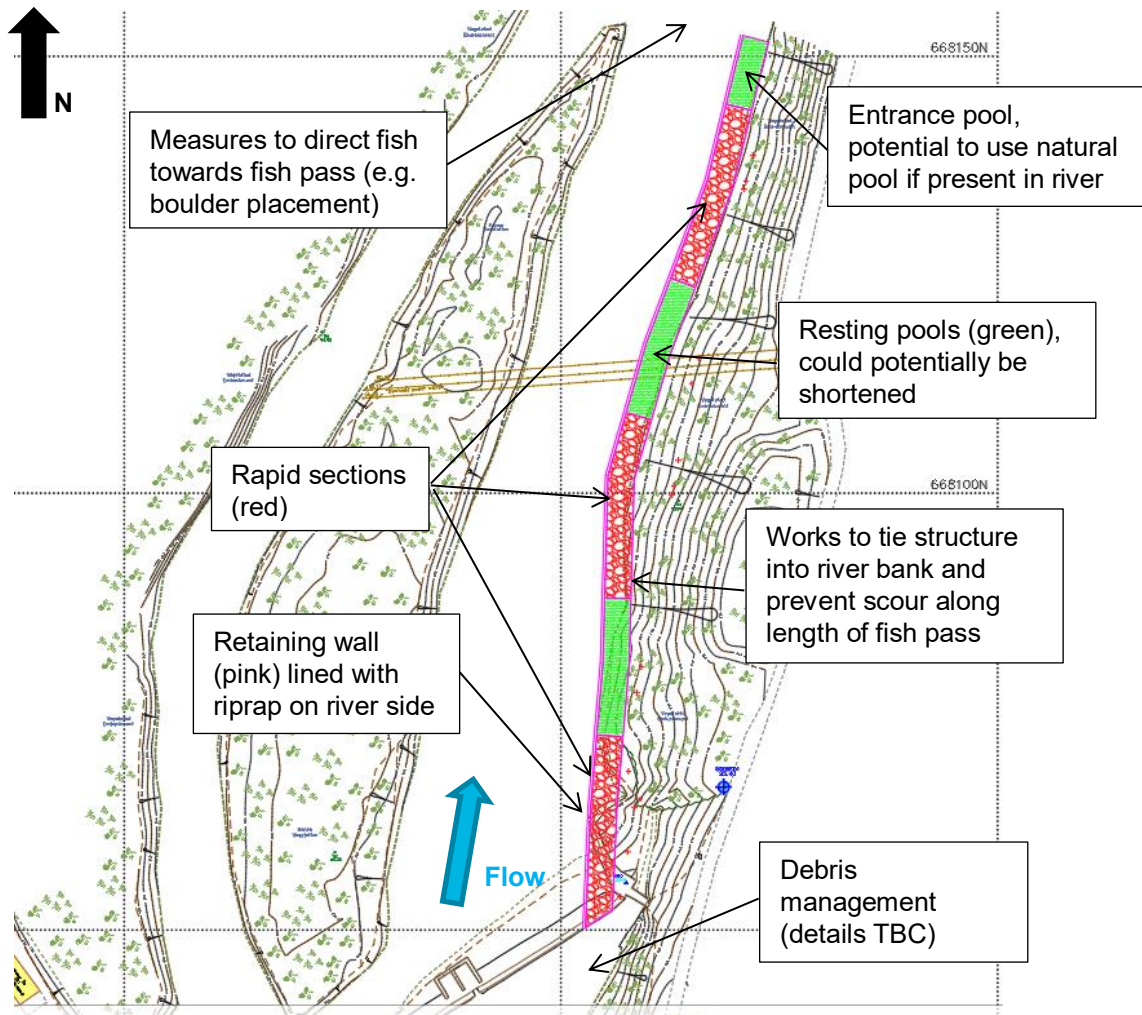 668150N
N
Measures to direct fish
towards fish pass (e.g.
boulder placement)
Entrance pool,
potential to use natural
pool if present in river
Resting pools (green),
could potentially be
shortened
Rapid sections
(red)
668100N
Works to tie structure
into river bank and
prevent scour along
length of fish pass
Retaining wall
(pink) lined with
riprap on river side
Flow
Debris
management
(details TBC)